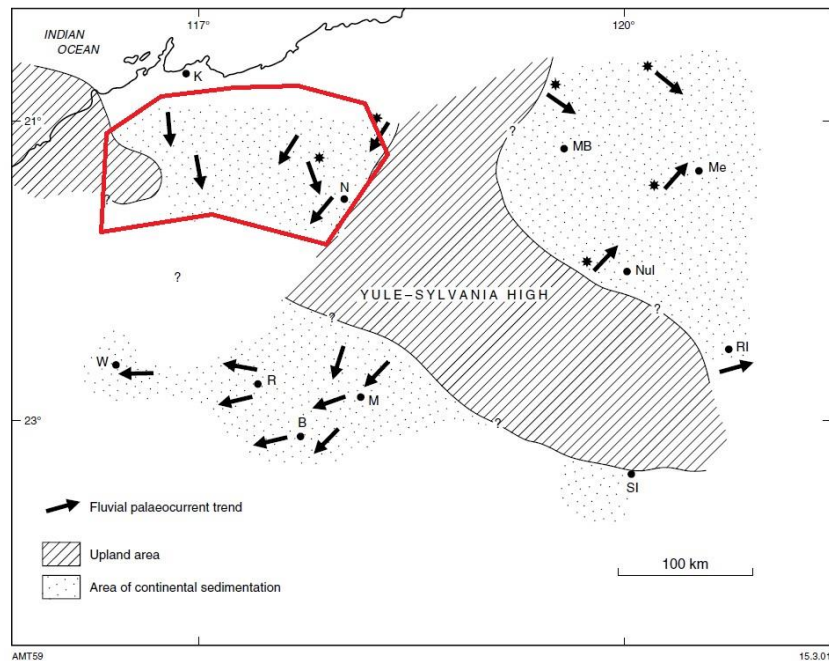 117°
120°
INDIAN
OCEAN
K
21°
?
MB
Me
?
N
Nul
?
YULE–SYLVANIA HIGH
?
?
RI
W
R
M
23°
B
?
SI
Fluvial palaeocurrent trend
Upland area
100 km
Area of continental sedimentation
AMT59
15.3.01